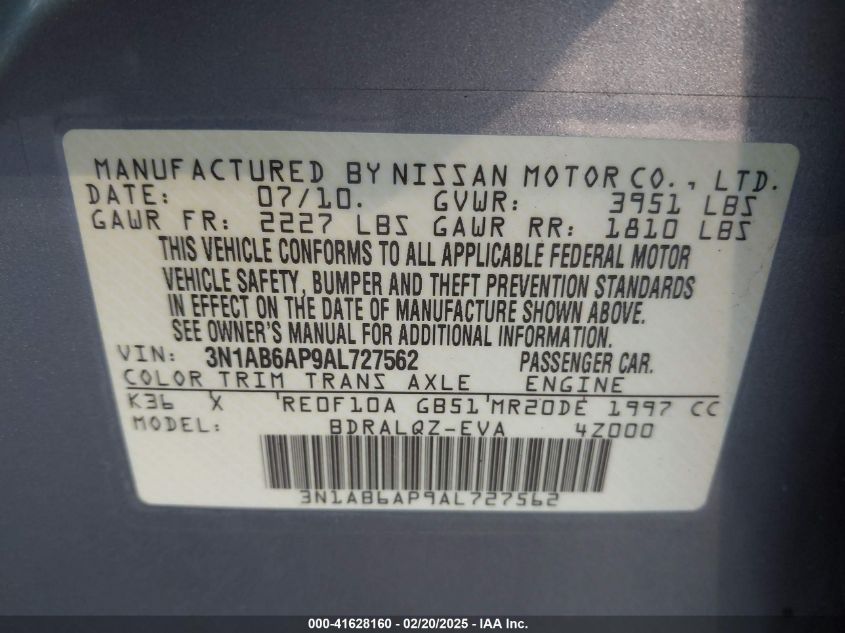 MANUFACTURED BY NISSAN MOTOR CO., LTD.
DATE: 07/10. GVWR: 3951 LBS
GAWR FR: 2227 LBS GAWR RR: 1810 LBS
THIS VEHICLE CONFORMS TO ALL APPLICABLE FEDERAL MOTOR
VEHICLE SAFETY, BUMPER AND THEFT PREVENTION STANDARDS
IN EFFECT ON THE DATE OF MANUFACTURE SHOWN ABOVE.
SEE OWNER'S MANUAL FOR ADDITIONAL INFORMATION.
VIN: 3N1AB6AP9AL727562 PASSENGER CAR.
COLOR TRIM TRANS AXLE ENGINE
K36 X RE0F10A GB51 MR20DE 1997 CC
MODEL: BDRALQZ-EVA 4Z000
3N1AB6AP9AL727562
000-41628160 - 02/20/2025 - IAA Inc.